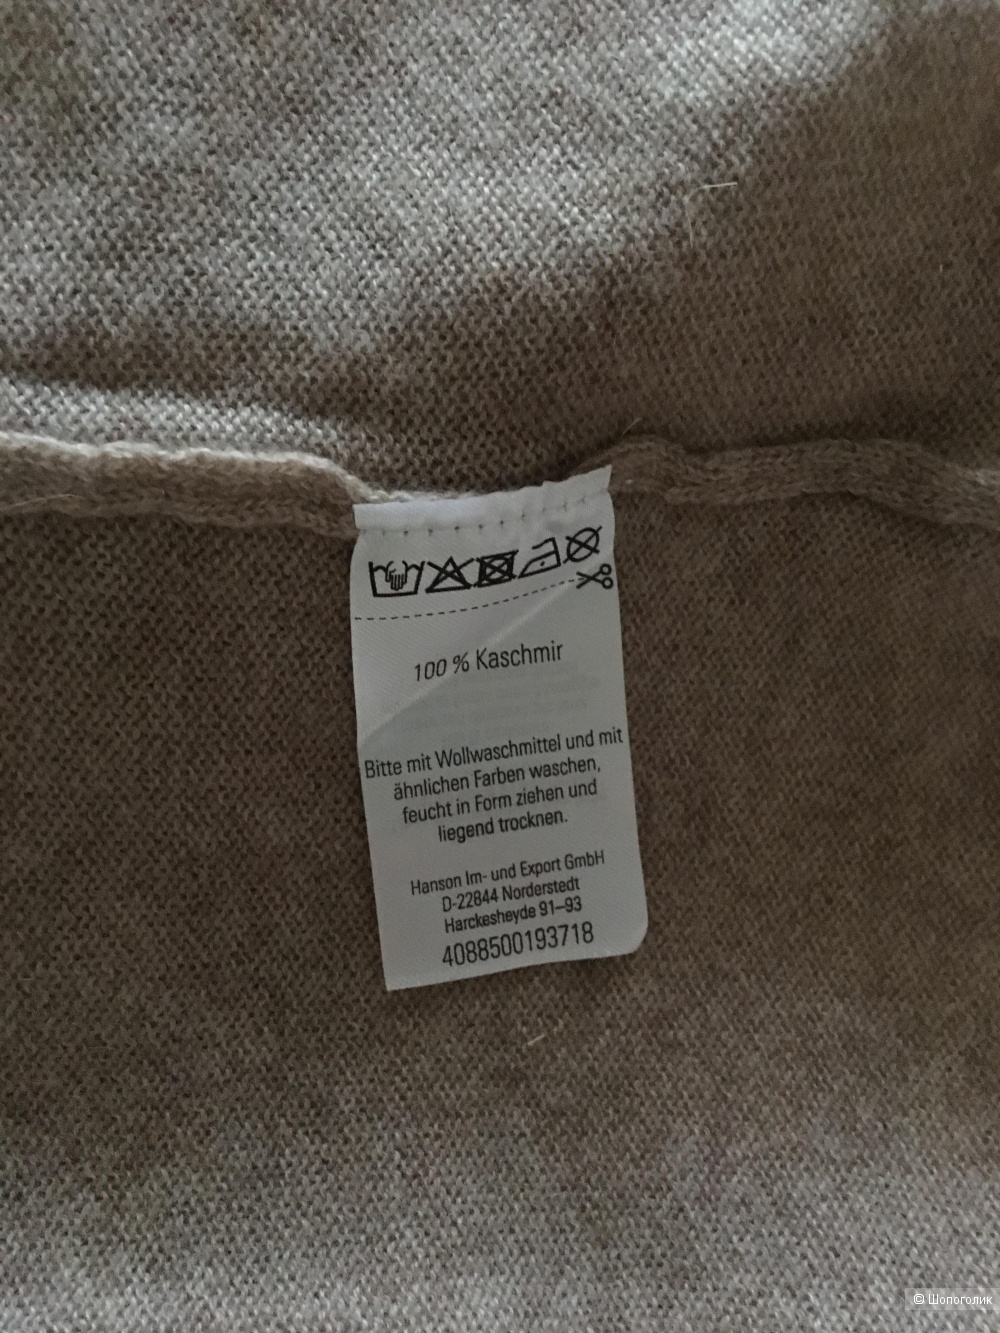 100 % Kaschmir
Bitte mit Wollwaschmittel und mit
ähnlichen Farben waschen,
feucht in Form ziehen und
liegend trocknen.
Hanson Im- und Export GmbH
D-22844 Norderstedt
Harckesheyde 91–93
4088500193718
© Шопоголик